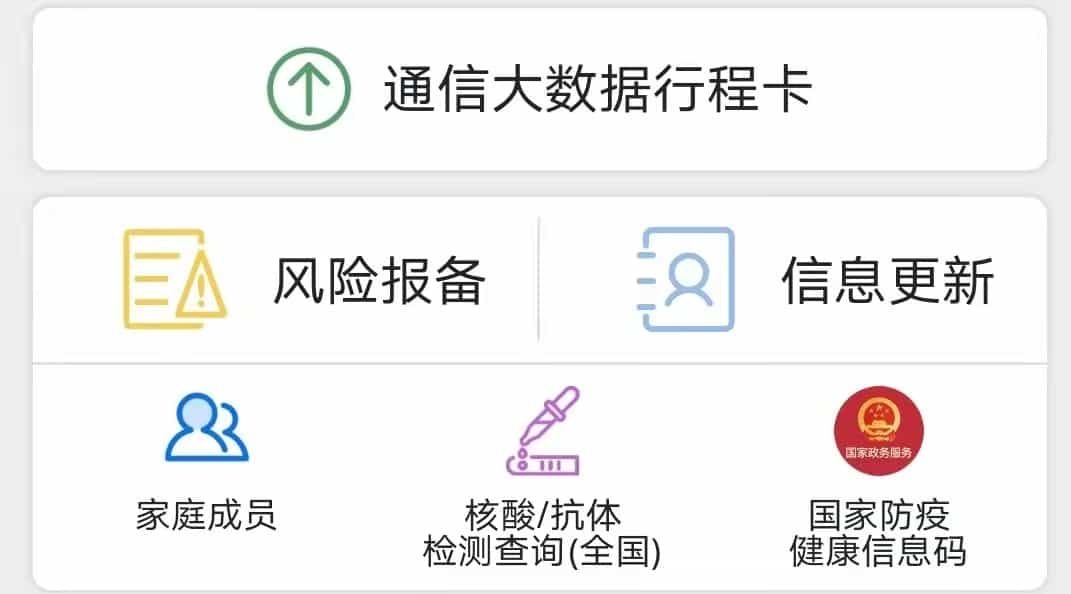 通信大数据行程卡
风险报备
信息更新
国家政务服务
家庭成员
核酸/抗体
检测查询(全国)
国家防疫
健康信息码